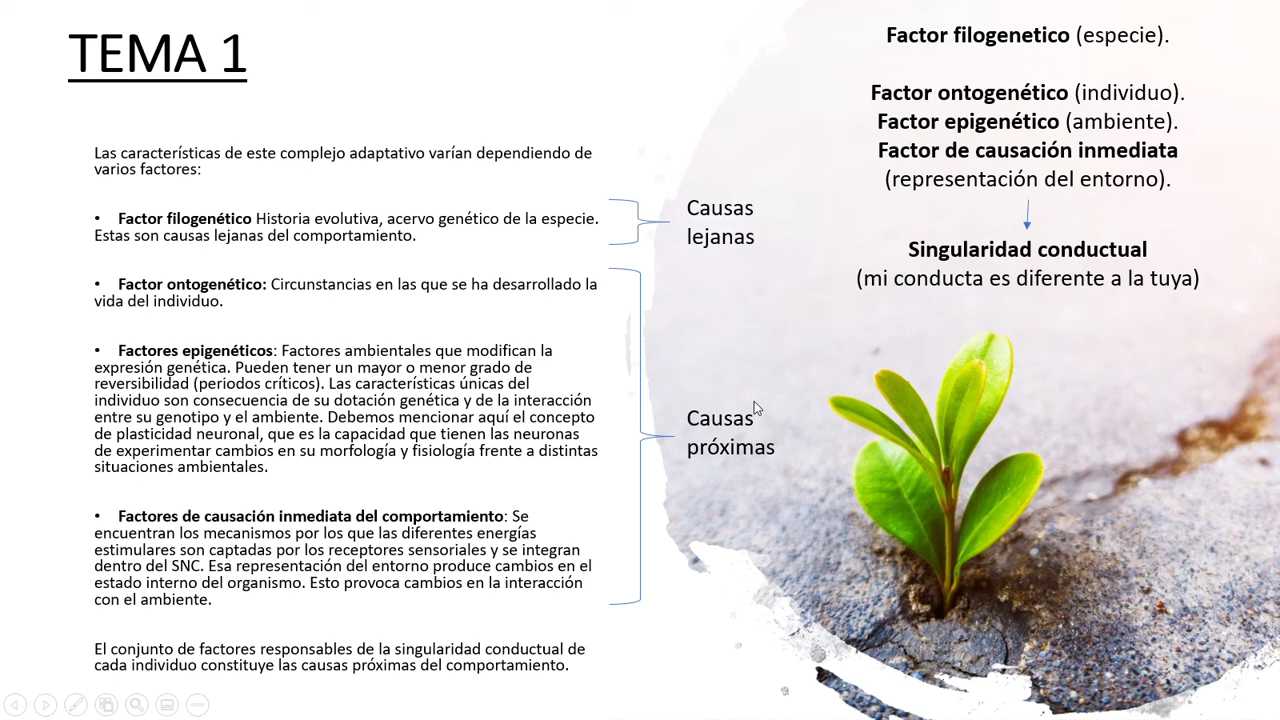 TEMA 1
Las características de este complejo adaptativo varían dependiendo de
varios factores:
• Factor filogenético Historia evolutiva, acervo genético de la especie.
Estas son causas lejanas del comportamiento.
• Factor ontogenético: Circunstancias en las que se ha desarrollado la
vida del individuo.
• Factores epigenéticos: Factores ambientales que modifican la
expresión genética. Pueden tener un mayor o menor grado de
reversibilidad (periodos críticos). Las características únicas del
individuo son consecuencia de su dotación genética y de la interacción
entre su genotipo y el ambiente. Debemos mencionar aquí el concepto
de plasticidad neuronal, que es la capacidad que tienen las neuronas
de experimentar cambios en su morfología y fisiología frente a distintas
situaciones ambientales.
• Factores de causación inmediata del comportamiento: Se
encuentran los mecanismos por los que las diferentes energías
estimulares son captadas por los receptores sensoriales y se integran
dentro del SNC. Esa representación del entorno produce cambios en el
estado interno del organismo. Esto provoca cambios en la interacción
con el ambiente.
El conjunto de factores responsables de la singularidad conductual de
cada individuo constituye las causas próximas del comportamiento.
Causas
lejanas
Causas
próximas
Factor filogenetico (especie).
Factor ontogenético (individuo).
Factor epigenético (ambiente).
Factor de causación inmediata
(representación del entorno).
Singularidad conductual
(mi conducta es diferente a la tuya)